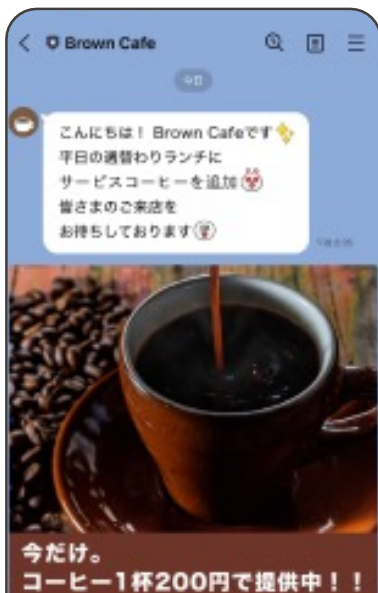 Brown Cafe
今日
こんにちは！ Brown Cafeです
平日の週替わりランチに
サービスコーヒーを追加
皆さまのご来店を
お待ちしております
今だけ。
コーヒー1杯200円で提供中！！